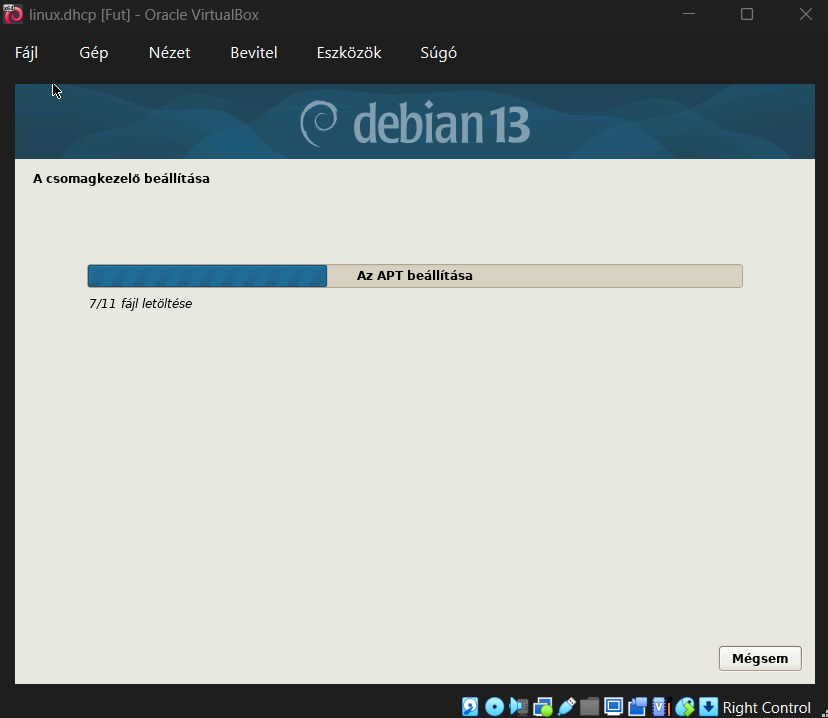 linux.dhcp [Fut] - Oracle VirtualBox
Fájl Gép Nézet Bevitel Eszközök Súgó
debian 13
A csomagkezelő beállítása
Az APT beállítása
7/11 fájl letöltése
Mégsem
Right Control